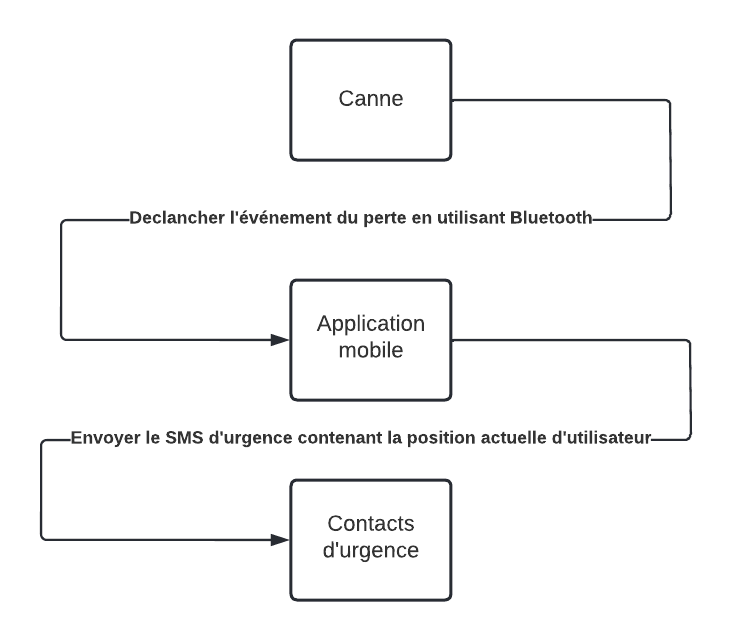 Canne
Declancher l'événement du perte en utilisant Bluetooth
Application
mobile
Envoyer le SMS d'urgence contenant la position actuelle d'utilisateur
Contacts
d'urgence